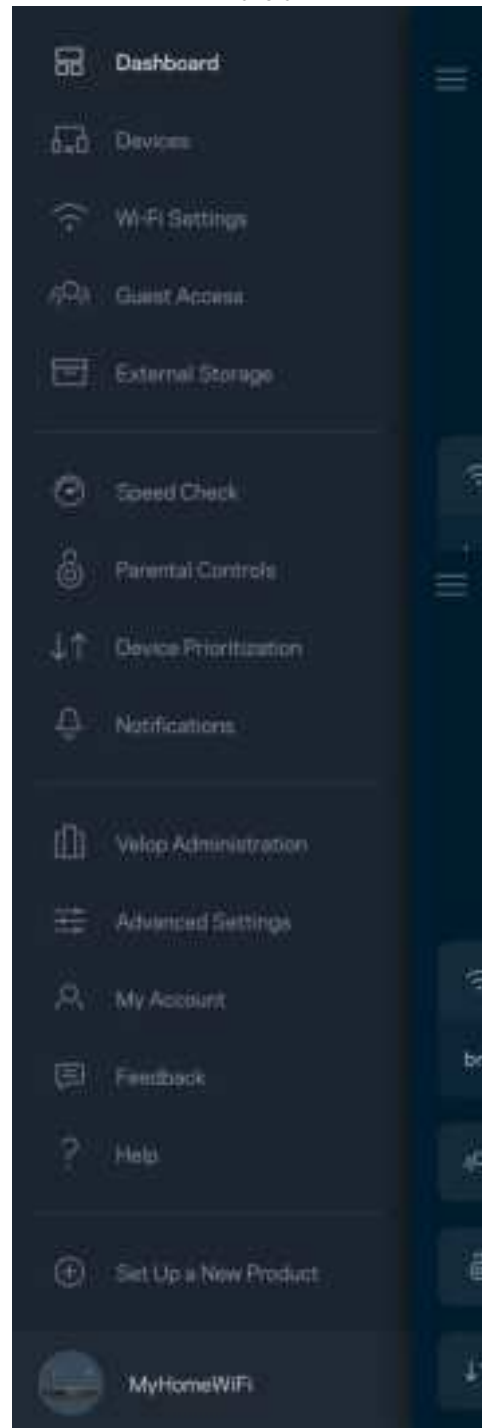 Dashboard
Devices
Wi-Fi Settings
Guest Access
External Storage
Speed Check
Parental Controls
Device Prioritization
Notifications
Velop Administration
Advanced Settings
My Account
Feedback
Help
Set Up a New Product
MyHomeWiFi
br